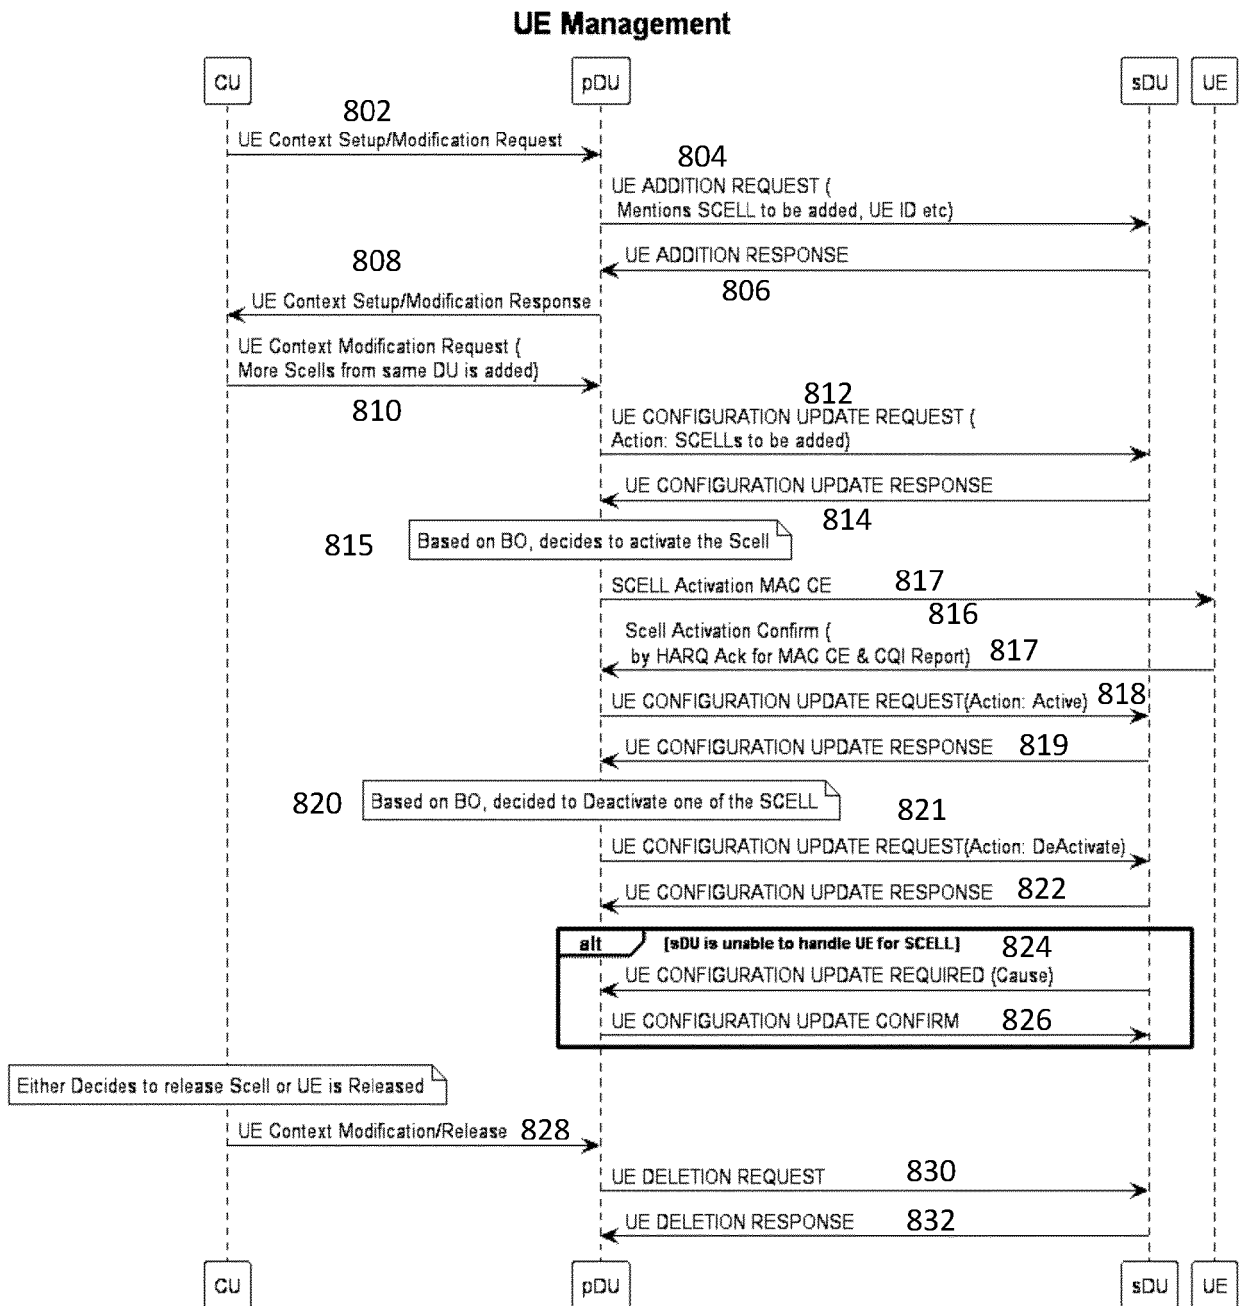 UE Management
CU pDU sDU UE
802
UE Context Setup/Modification Request
804
UE ADDITION REQUEST (
Mentions SCELL to be added, UE ID etc)
UE ADDITION RESPONSE
808
806
UE Context Setup/Modification Response
UE Context Modification Request (
More Scells from same DU is added)
810
812
UE CONFIGURATION UPDATE REQUEST (
Action: SCELLs to be added)
UE CONFIGURATION UPDATE RESPONSE
814
815 Based on BO, decides to activate the Scell
SCELL Activation MAC CE 817
816
Scell Activation Confirm (
by HARQ Ack for MAC CE & CQI Report) 817
UE CONFIGURATION UPDATE REQUEST(Action: Active) 818
UE CONFIGURATION UPDATE RESPONSE 819
820 Based on BO, decided to Deactivate one of the SCELL
821
UE CONFIGURATION UPDATE REQUEST(Action: DeActivate)
UE CONFIGURATION UPDATE RESPONSE 822
alt [sDU is unable to handle UE for SCELL] 824
UE CONFIGURATION UPDATE REQUIRED (Cause)
UE CONFIGURATION UPDATE CONFIRM 826
Either Decides to release Scell or UE is Released
UE Context Modification/Release 828
UE DELETION REQUEST 830
UE DELETION RESPONSE 832
CU pDU sDU UE